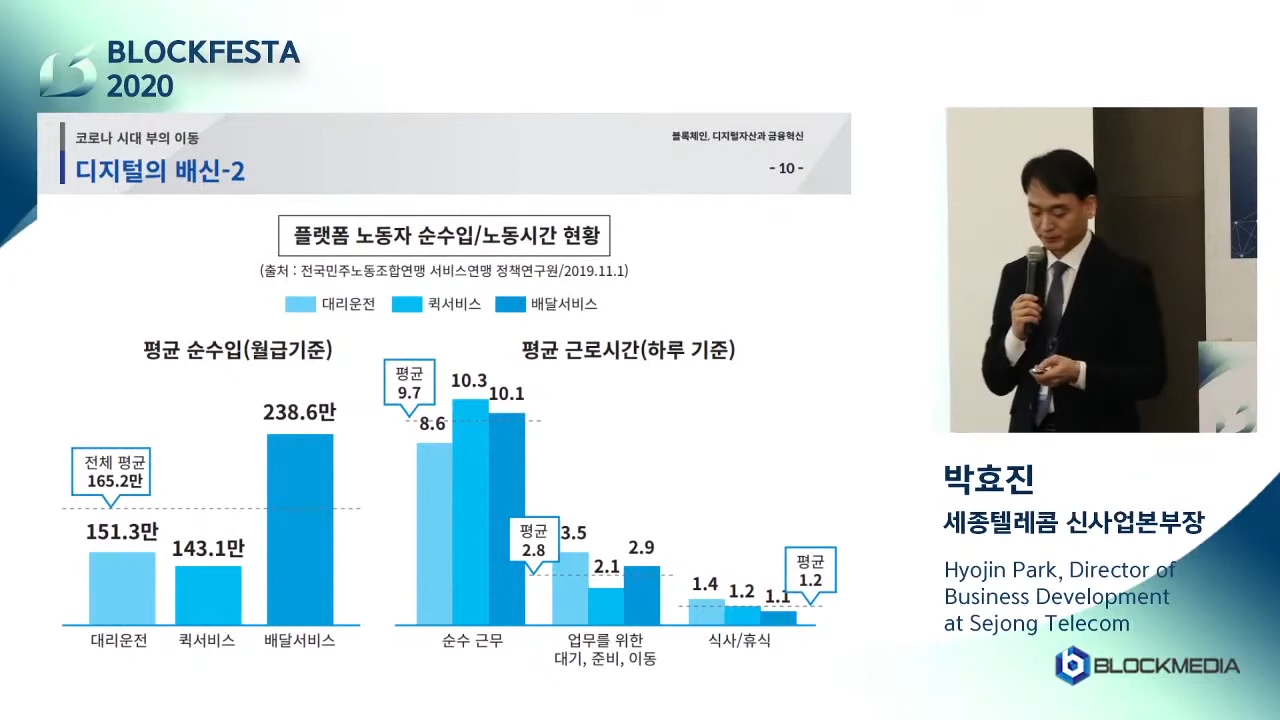 BLOCKFESTA
2020
코로나 시대 부의 이동
디지털의 배신-2
블록체인, 디지털자산과 금융혁신
- 10 -
플랫폼 노동자 순수입/노동시간 현황
(출처 : 전국민주노동조합연맹 서비스연맹 정책연구원/2019.11.1)
대리운전
퀵서비스
배달서비스
평균 순수입(월급기준)
전체 평균
165.2만
151.3만
143.1만
238.6만
대리운전
퀵서비스
배달서비스
평균 근로시간(하루 기준)
평균
9.7
8.6
10.3
10.1
평균
2.8
3.5
2.1
2.9
1.4
1.2
1.1
평균
1.2
순수 근무
업무를 위한
대기, 준비, 이동
식사/휴식
박효진
세종텔레콤 신사업본부장
Hyojin Park, Director of
Business Development
at Sejong Telecom
BLOCKMEDIA